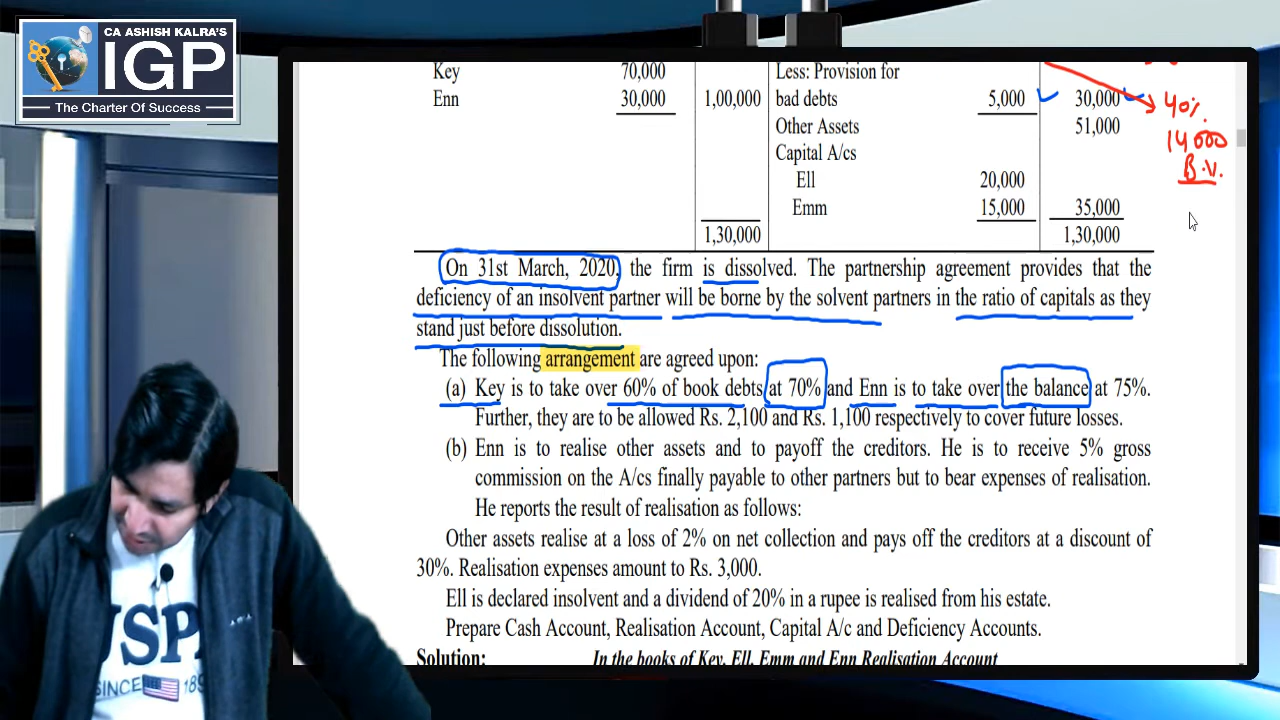 CA ASHISH KALRA'S
IGP
The Charter Of Success
Key 70,000 Less: Provision for
Enn 30,000 1,00,000 bad debts 5,000 30,000
Other Assets 51,000
Capital A/cs
Ell 20,000
Emm 15,000 35,000
1,30,000 1,30,000
40%
14000
B.V.
On 31st March, 2020, the firm is dissolved. The partnership agreement provides that the
deficiency of an insolvent partner will be borne by the solvent partners in the ratio of capitals as they
stand just before dissolution.
The following arrangement are agreed upon:
(a) Key is to take over 60% of book debts at 70% and Enn is to take over the balance at 75%.
Further, they are to be allowed Rs. 2,100 and Rs. 1,100 respectively to cover future losses.
(b) Enn is to realise other assets and to payoff the creditors. He is to receive 5% gross
commission on the A/cs finally payable to other partners but to bear expenses of realisation.
He reports the result of realisation as follows:
Other assets realise at a loss of 2% on net collection and pays off the creditors at a discount of
30%. Realisation expenses amount to Rs. 3,000.
Ell is declared insolvent and a dividend of 20% in a rupee is realised from his estate.
Prepare Cash Account, Realisation Account, Capital A/c and Deficiency Accounts.
Solution: In the books of Key, Ell, Emm and Enn Realisation Account
USPA
SINCE 189